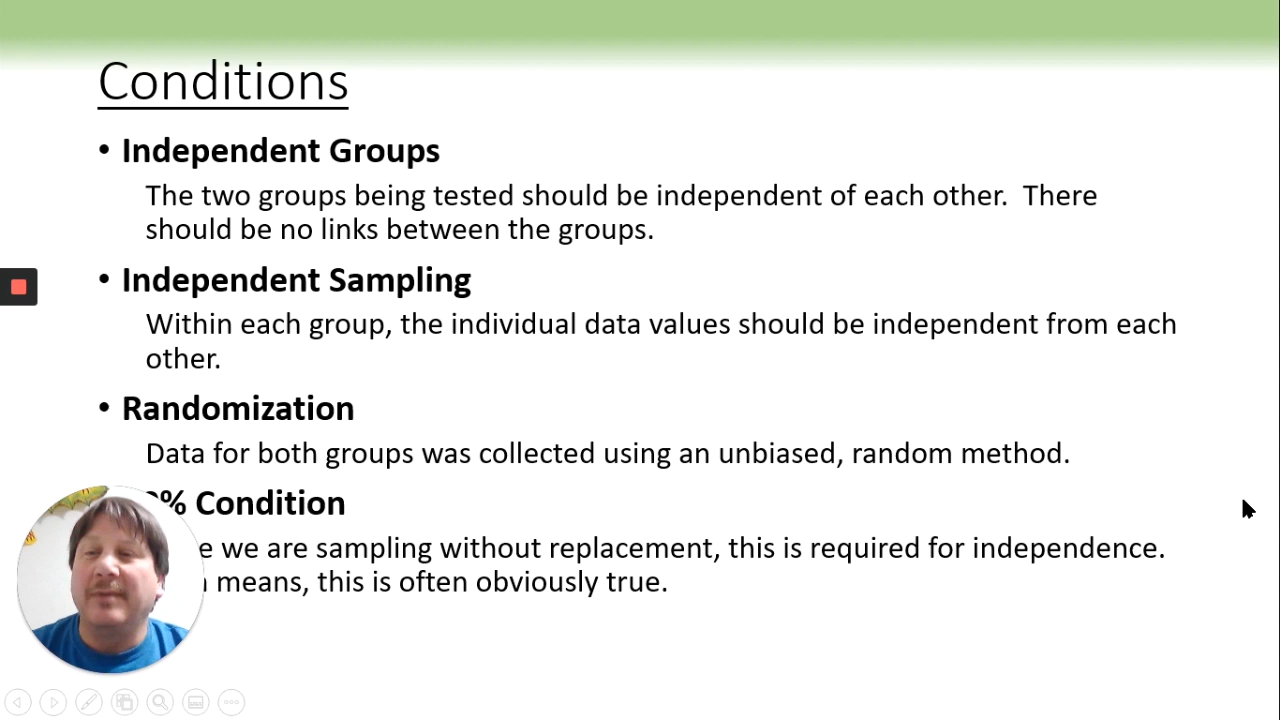 Conditions
• Independent Groups
The two groups being tested should be independent of each other. There
should be no links between the groups.
• Independent Sampling
Within each group, the individual data values should be independent from each
other.
• Randomization
Data for both groups was collected using an unbiased, random method.
% Condition
we are sampling without replacement, this is required for independence.
means, this is often obviously true.